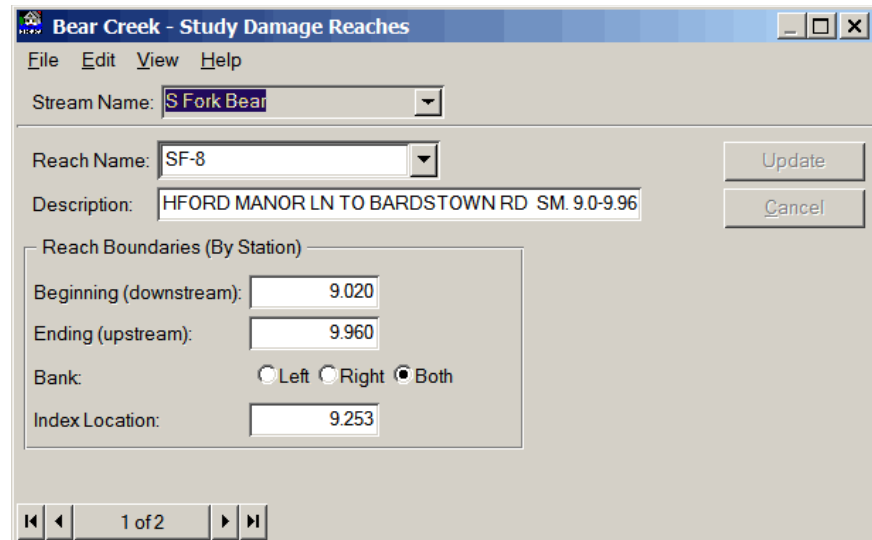 Bear Creek - Study Damage Reaches
File Edit View Help
Stream Name: S Fork Bear
Reach Name: SF-8
Update
Description: HFORD MANOR LN TO BARDSTOWN RD SM. 9.0-9.96
Cancel
Reach Boundaries (By Station)
Beginning (downstream): 9.020
Ending (upstream): 9.960
Bank: Left Right Both
Index Location: 9.253
1 of 2